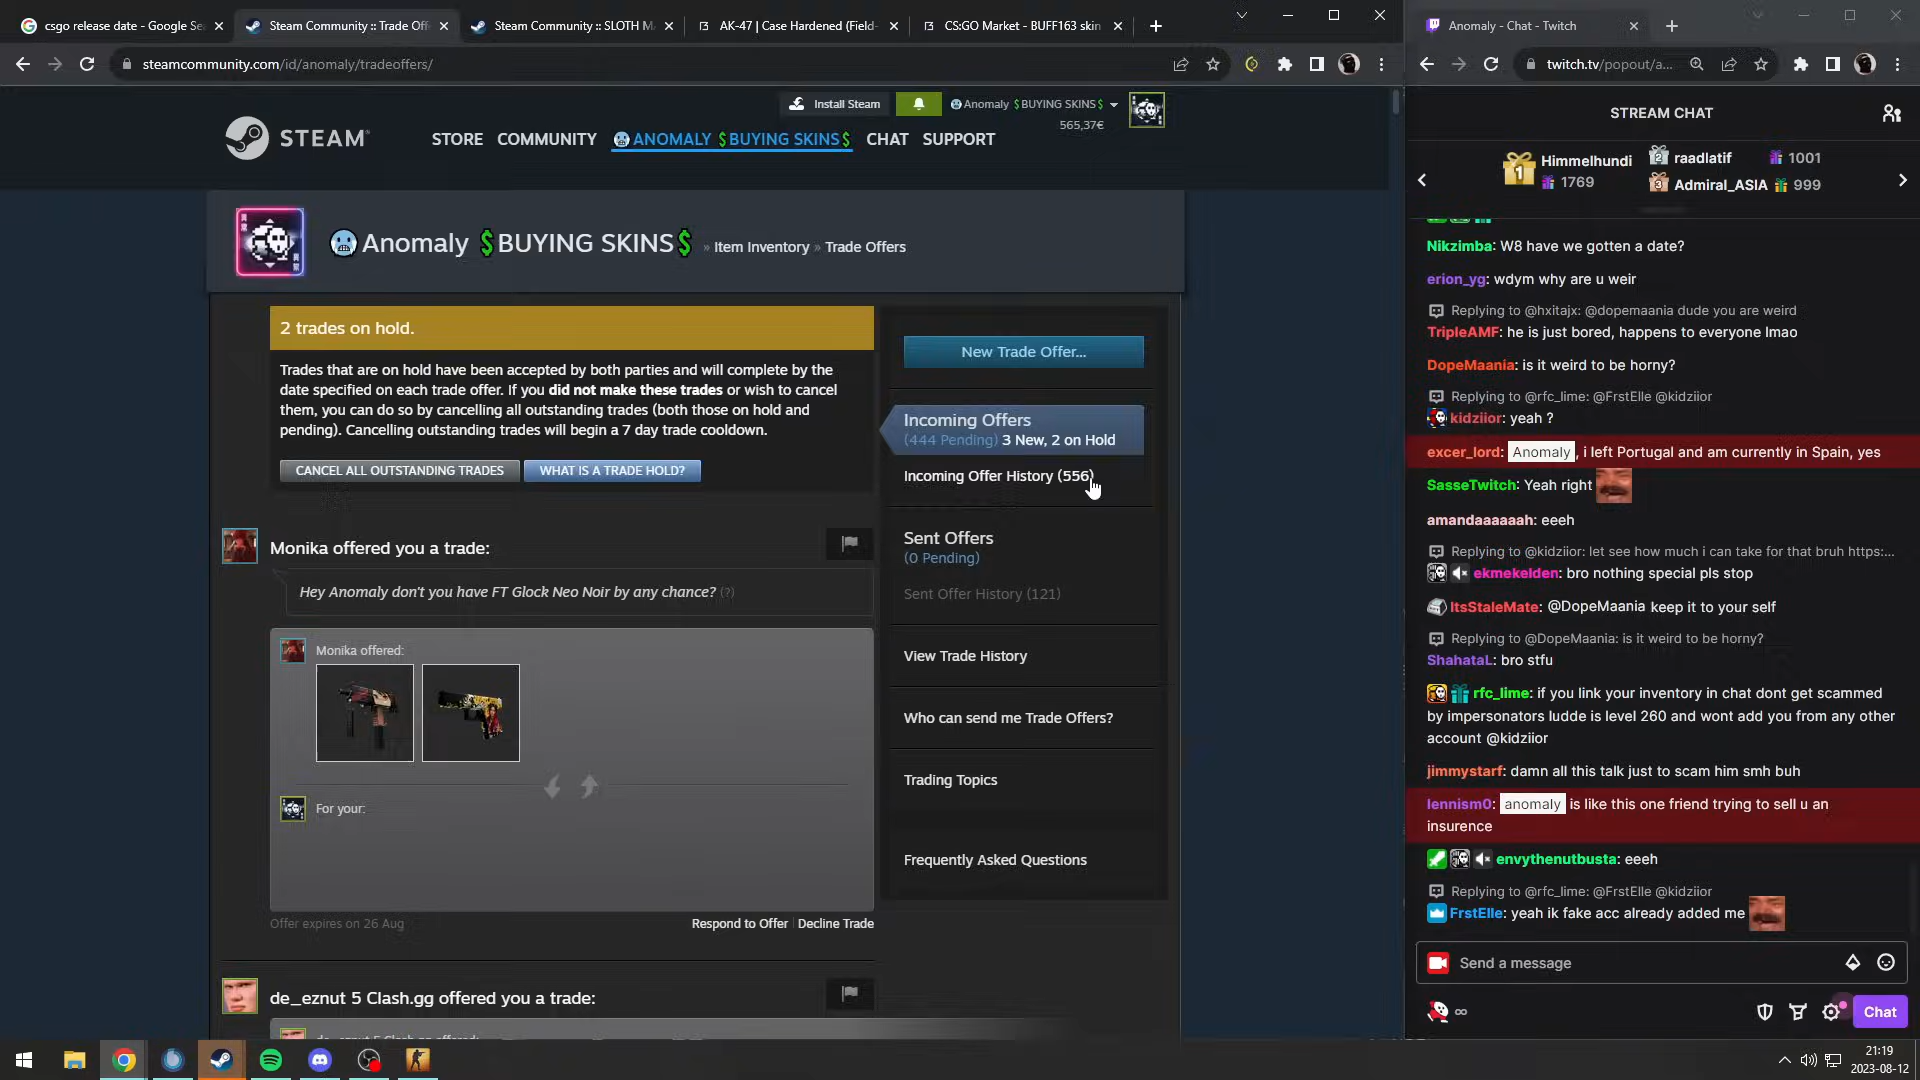 csgo release date - Google Se
Steam Community :: Trade Off
Steam Community :: SLOTH M
AK-47 | Case Hardened (Field-
CS:GO Market - BUFF163 skin
steamcommunity.com/id/anomaly/tradeoffers/
Install Steam
Anomaly $BUYING SKINS$
565,37€
STEAM
STORE COMMUNITY ANOMALY $BUYING SKINS$ CHAT SUPPORT
Anomaly $BUYING SKINS$ » Item Inventory » Trade Offers
2 trades on hold.
Trades that are on hold have been accepted by both parties and will complete by the
date specified on each trade offer. If you did not make these trades or wish to cancel
them, you can do so by cancelling all outstanding trades (both those on hold and
pending). Cancelling outstanding trades will begin a 7 day trade cooldown.
CANCEL ALL OUTSTANDING TRADES
WHAT IS A TRADE HOLD?
Monika offered you a trade:
Hey Anomaly don't you have FT Glock Neo Noir by any chance? (?)
Monika offered:
For your:
Offer expires on 26 Aug
Respond to Offer | Decline Trade
de_eznut 5 Clash.gg offered you a trade:
de_eznut 5 Clash.gg offered:
New Trade Offer...
Incoming Offers
(444 Pending) 3 New, 2 on Hold
Incoming Offer History (556)
Sent Offers
(0 Pending)
Sent Offer History (121)
View Trade History
Who can send me Trade Offers?
Trading Topics
Frequently Asked Questions
Anomaly - Chat - Twitch
twitch.tv/popout/a...
STREAM CHAT
1 Himmelhundi
1769
2 raadlatif 1001
3 Admiral_ASIA 999
Nikzimba: W8 have we gotten a date?
erion_yg: wdym why are u weir
Replying to @hxitajx: @dopemaania dude you are weird
TripleAMF: he is just bored, happens to everyone lmao
DopeMaania: is it weird to be horny?
Replying to @rfc_lime: @FrstElle @kidziior
kidziior: yeah ?
excer_lord: Anomaly , i left Portugal and am currently in Spain, yes
SasseTwitch: Yeah right
amandaaaaaah: eeeh
Replying to @kidziior: let see how much i can take for that bruh https:...
ekmekelden: bro nothing special pls stop
ItsStaleMate: @DopeMaania keep it to your self
Replying to @DopeMaania: is it weird to be horny?
ShahataL: bro stfu
rfc_lime: if you link your inventory in chat dont get scammed
by impersonators ludde is level 260 and wont add you from any other
account @kidziior
jimmystarf: damn all this talk just to scam him smh buh
lennism0: anomaly is like this one friend trying to sell u an
insurence
envythenutbusta: eeeh
Replying to @rfc_lime: @FrstElle @kidziior
FrstElle: yeah ik fake acc already added me
Send a message
∞
Chat
21:19
2023-08-12